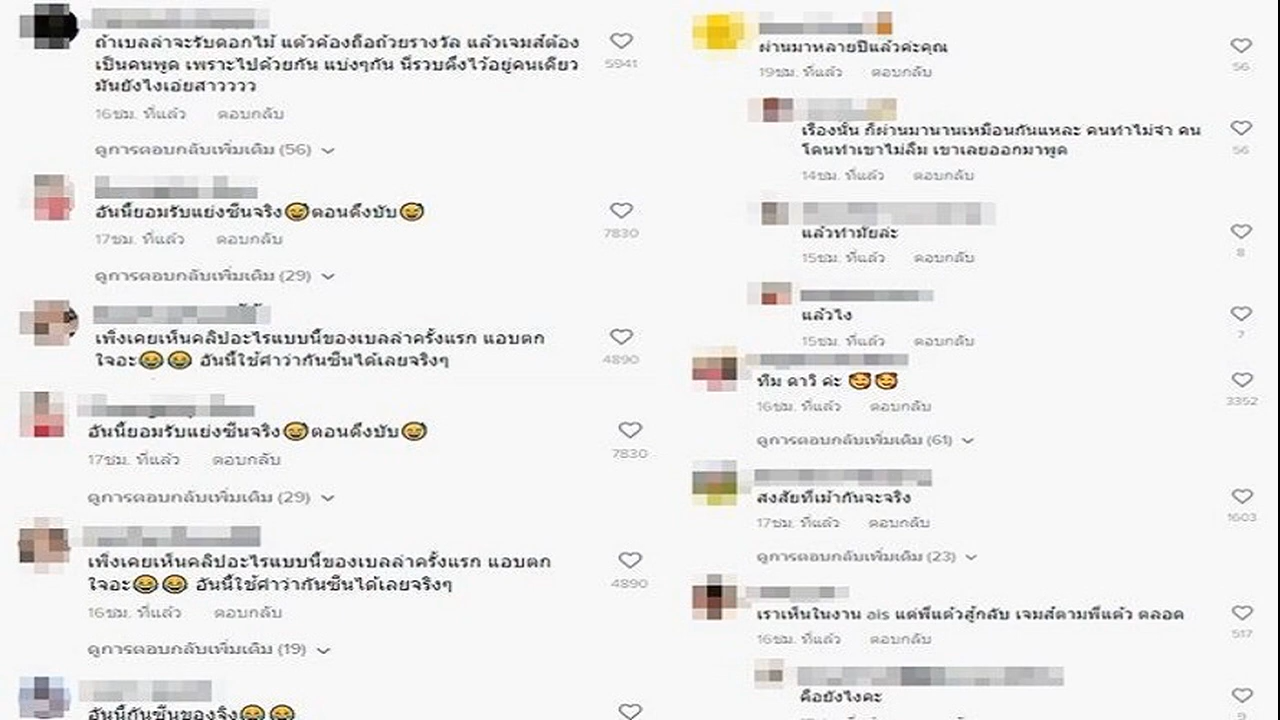 ถ้าเบลล่าจะรับดอกไม้ แต้วต้องถือถ้วยรางวัล แล้วเจมส์ต้อง
เป็นคนพูด เพราะไปด้วยกัน แบ่งๆกัน นี่รวบตึงไว้อยู่คนเดียว
มันยังไงเอ่ยสาวววว
5941
16ชม. ที่แล้ว ตอบกลับ
ดูการตอบกลับเพิ่มเติม (56)
อันนี้ยอมรับแย่งซีนจริง😅ตอนดึงบับ😅
7830
17ชม. ที่แล้ว ตอบกลับ
ดูการตอบกลับเพิ่มเติม (29)
เพิ่งเคยเห็นคลิปอะไรแบบนี้ของเบลล่าครั้งแรก แอบตก
ใจอะ😂😂 อันนี้ใช้คำว่ากันซีนได้เลยจริงๆ
4890
อันนี้ยอมรับแย่งซีนจริง😅ตอนดึงบับ😅
7830
17ชม. ที่แล้ว ตอบกลับ
ดูการตอบกลับเพิ่มเติม (29)
เพิ่งเคยเห็นคลิปอะไรแบบนี้ของเบลล่าครั้งแรก แอบตก
ใจอะ😂😂 อันนี้ใช้คำว่ากันซีนได้เลยจริงๆ
4890
16ชม. ที่แล้ว ตอบกลับ
ดูการตอบกลับเพิ่มเติม (19)
อันนี้กันซีนของจิง😂😂
ผ่านมาหลายปีแล้วค่ะคุณ
56
19ชม. ที่แล้ว ตอบกลับ
เรื่องนั้น ก็ผ่านมานานเหมือนกันแหละ คนทำไม่จำ คน
โดนทำเขาไม่ลืม เขาเลยออกมาพูด
56
14ชม. ที่แล้ว ตอบกลับ
แล้วทำมัยล่ะ
8
15ชม. ที่แล้ว ตอบกลับ
แล้วไง
7
15ชม. ที่แล้ว ตอบกลับ
ทีม ดาวิ ค่ะ 🥰🥰
3352
16ชม. ที่แล้ว ตอบกลับ
ดูการตอบกลับเพิ่มเติม (61)
สงสัยที่เม้ากันจะจริง
1603
17ชม. ที่แล้ว ตอบกลับ
ดูการตอบกลับเพิ่มเติม (23)
เราเห็นในงาน ais แต่พี่แต้วสู้กลับ เจมส์ตามพี่แต้ว ตลอด
517
16ชม. ที่แล้ว ตอบกลับ
คือยังไงคะ
9